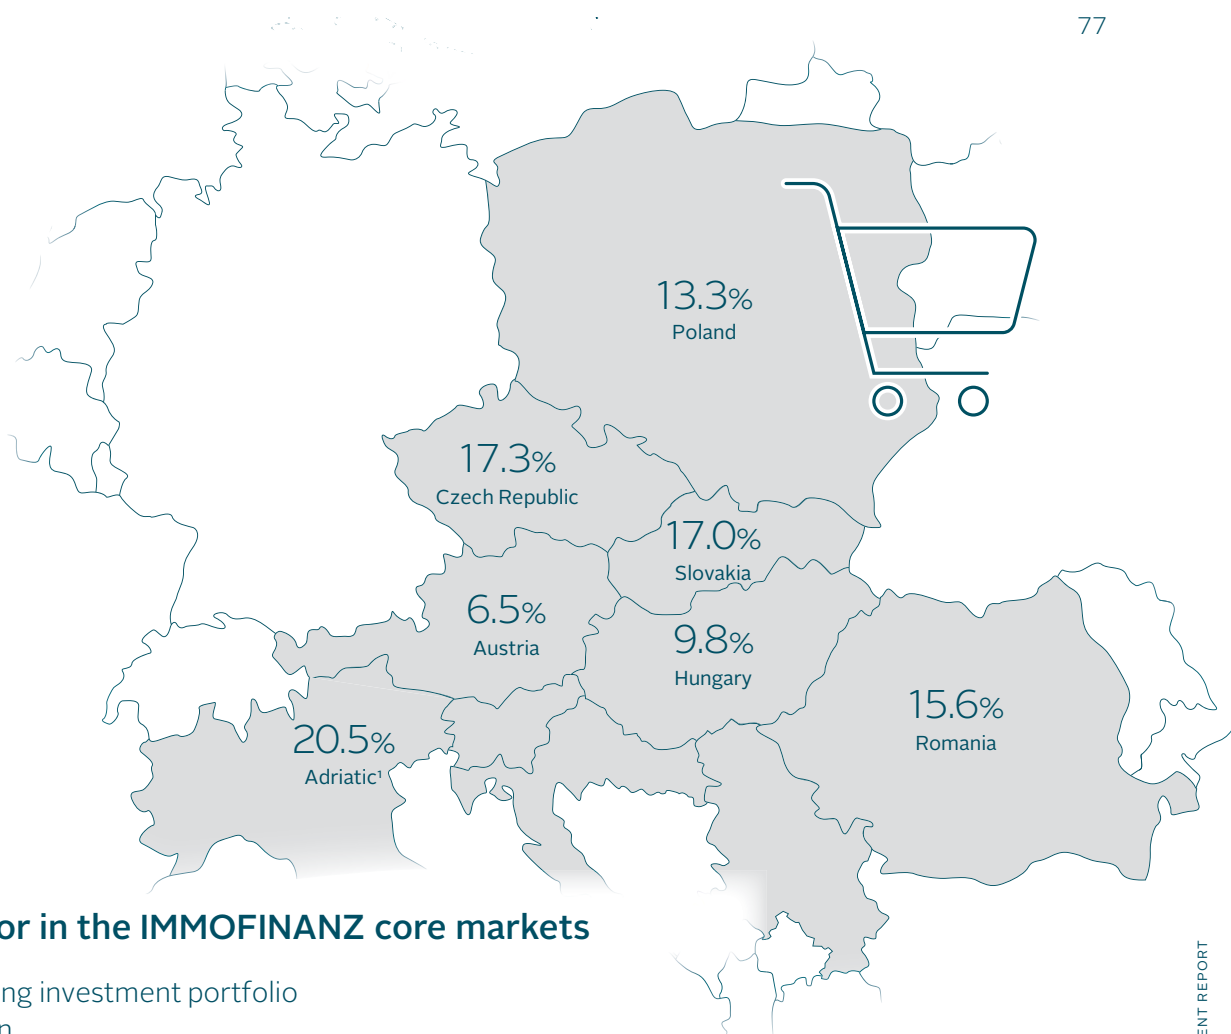 77
13.3%
Poland
17.3%
Czech Republic
17.0%
Slovakia
6.5%
Austria
9.8%
Hungary
15.6%
Romania
20.5%
Adriatic¹
or in the IMMOFINANZ core markets
ng investment portfolio
ENT REPORT